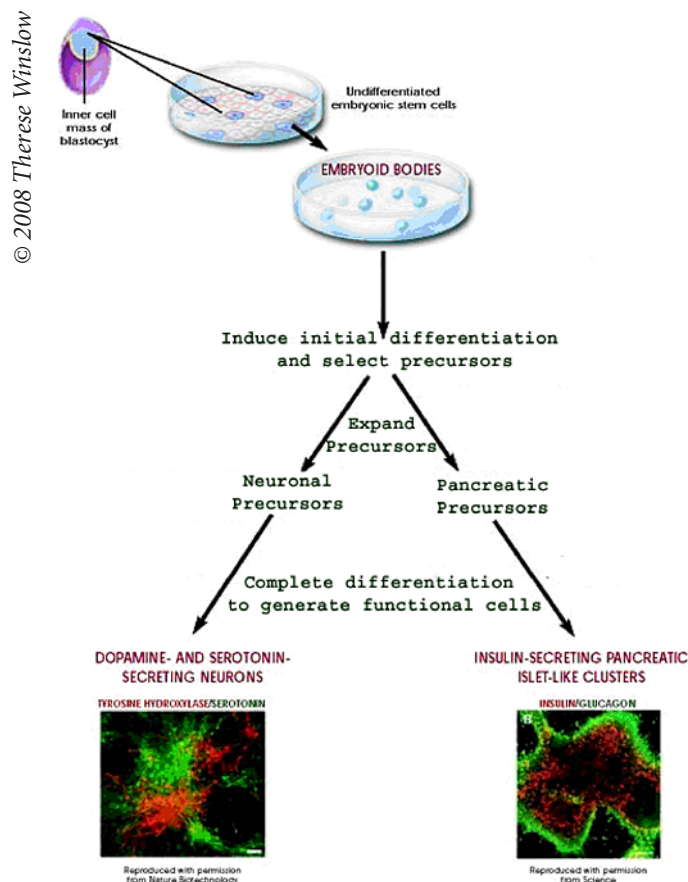 © 2008 Therese Winslow
Inner cell
mass of
blastocyst
Undifferentiated
embryonic stem cells
EMBRYOID BODIES
Induce initial differentiation
and select precursors
Expand
Precursors
Neuronal
Precursors
Pancreatic
Precursors
Complete differentiation
to generate functional cells
DOPAMINE- AND SEROTONIN-
SECRETING NEURONS
INSULIN-SECRETING PANCREATIC
ISLET-LIKE CLUSTERS
TYROSINE HYDROXYLASE/SEROTONIN
INSULIN/GLUCAGON
B
Reproduced with permission
from Nature Biotechnology
Reproduced with permission
from Science